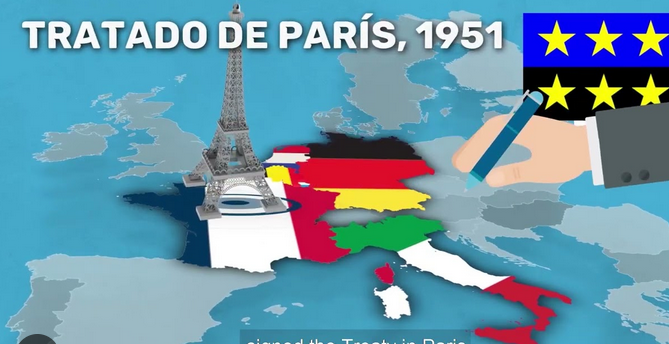 TRATADO DE PARÍS, 1951
signed the Treaty in Paris